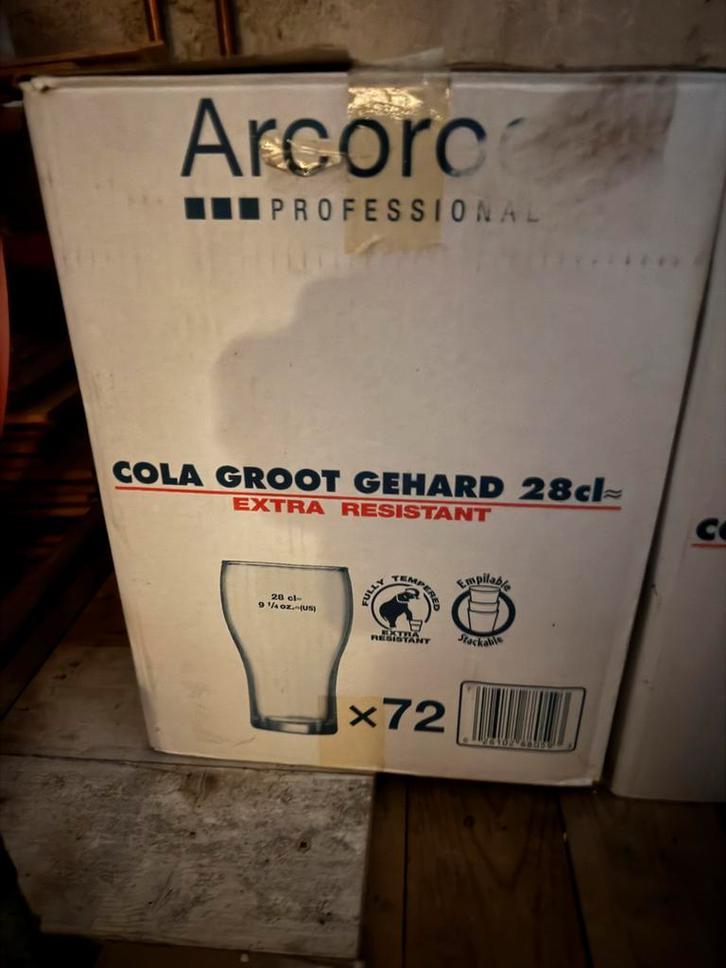 Arcoroc
PROFESSIONAL
COLA GROOT GEHARD 28cl≈
EXTRA RESISTANT
28 cl≈
9 1/4 oz.≈(US)
FULLY TEMPERED
EXTRA
RESISTANT
Empilable
Stackable
x72